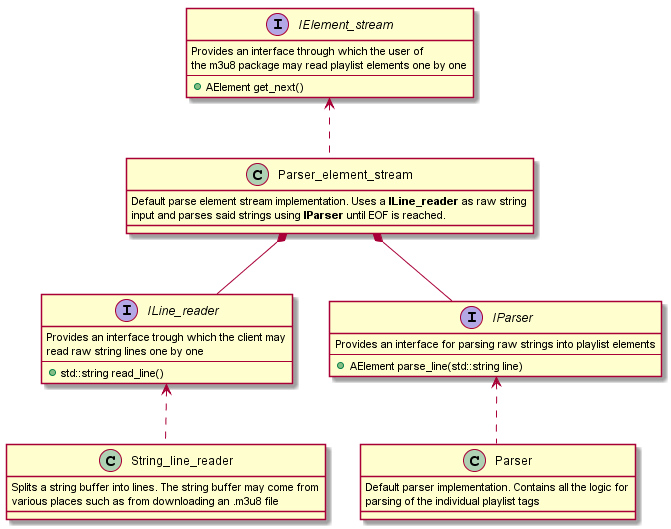 I IElement_stream
Provides an interface through which the user of
the m3u8 package may read playlist elements one by one
AElement get_next()
C Parser_element_stream
Default parse element stream implementation. Uses a ILine_reader as raw string
input and parses said strings using IParser until EOF is reached.
I ILine_reader
Provides an interface trough which the client may
read raw string lines one by one
std::string read_line()
I IParser
Provides an interface for parsing raw strings into playlist elements
AElement parse_line(std::string line)
C String_line_reader
Splits a string buffer into lines. The string buffer may come from
various places such as from downloading an .m3u8 file
C Parser
Default parser implementation. Contains all the logic for
parsing of the individual playlist tags